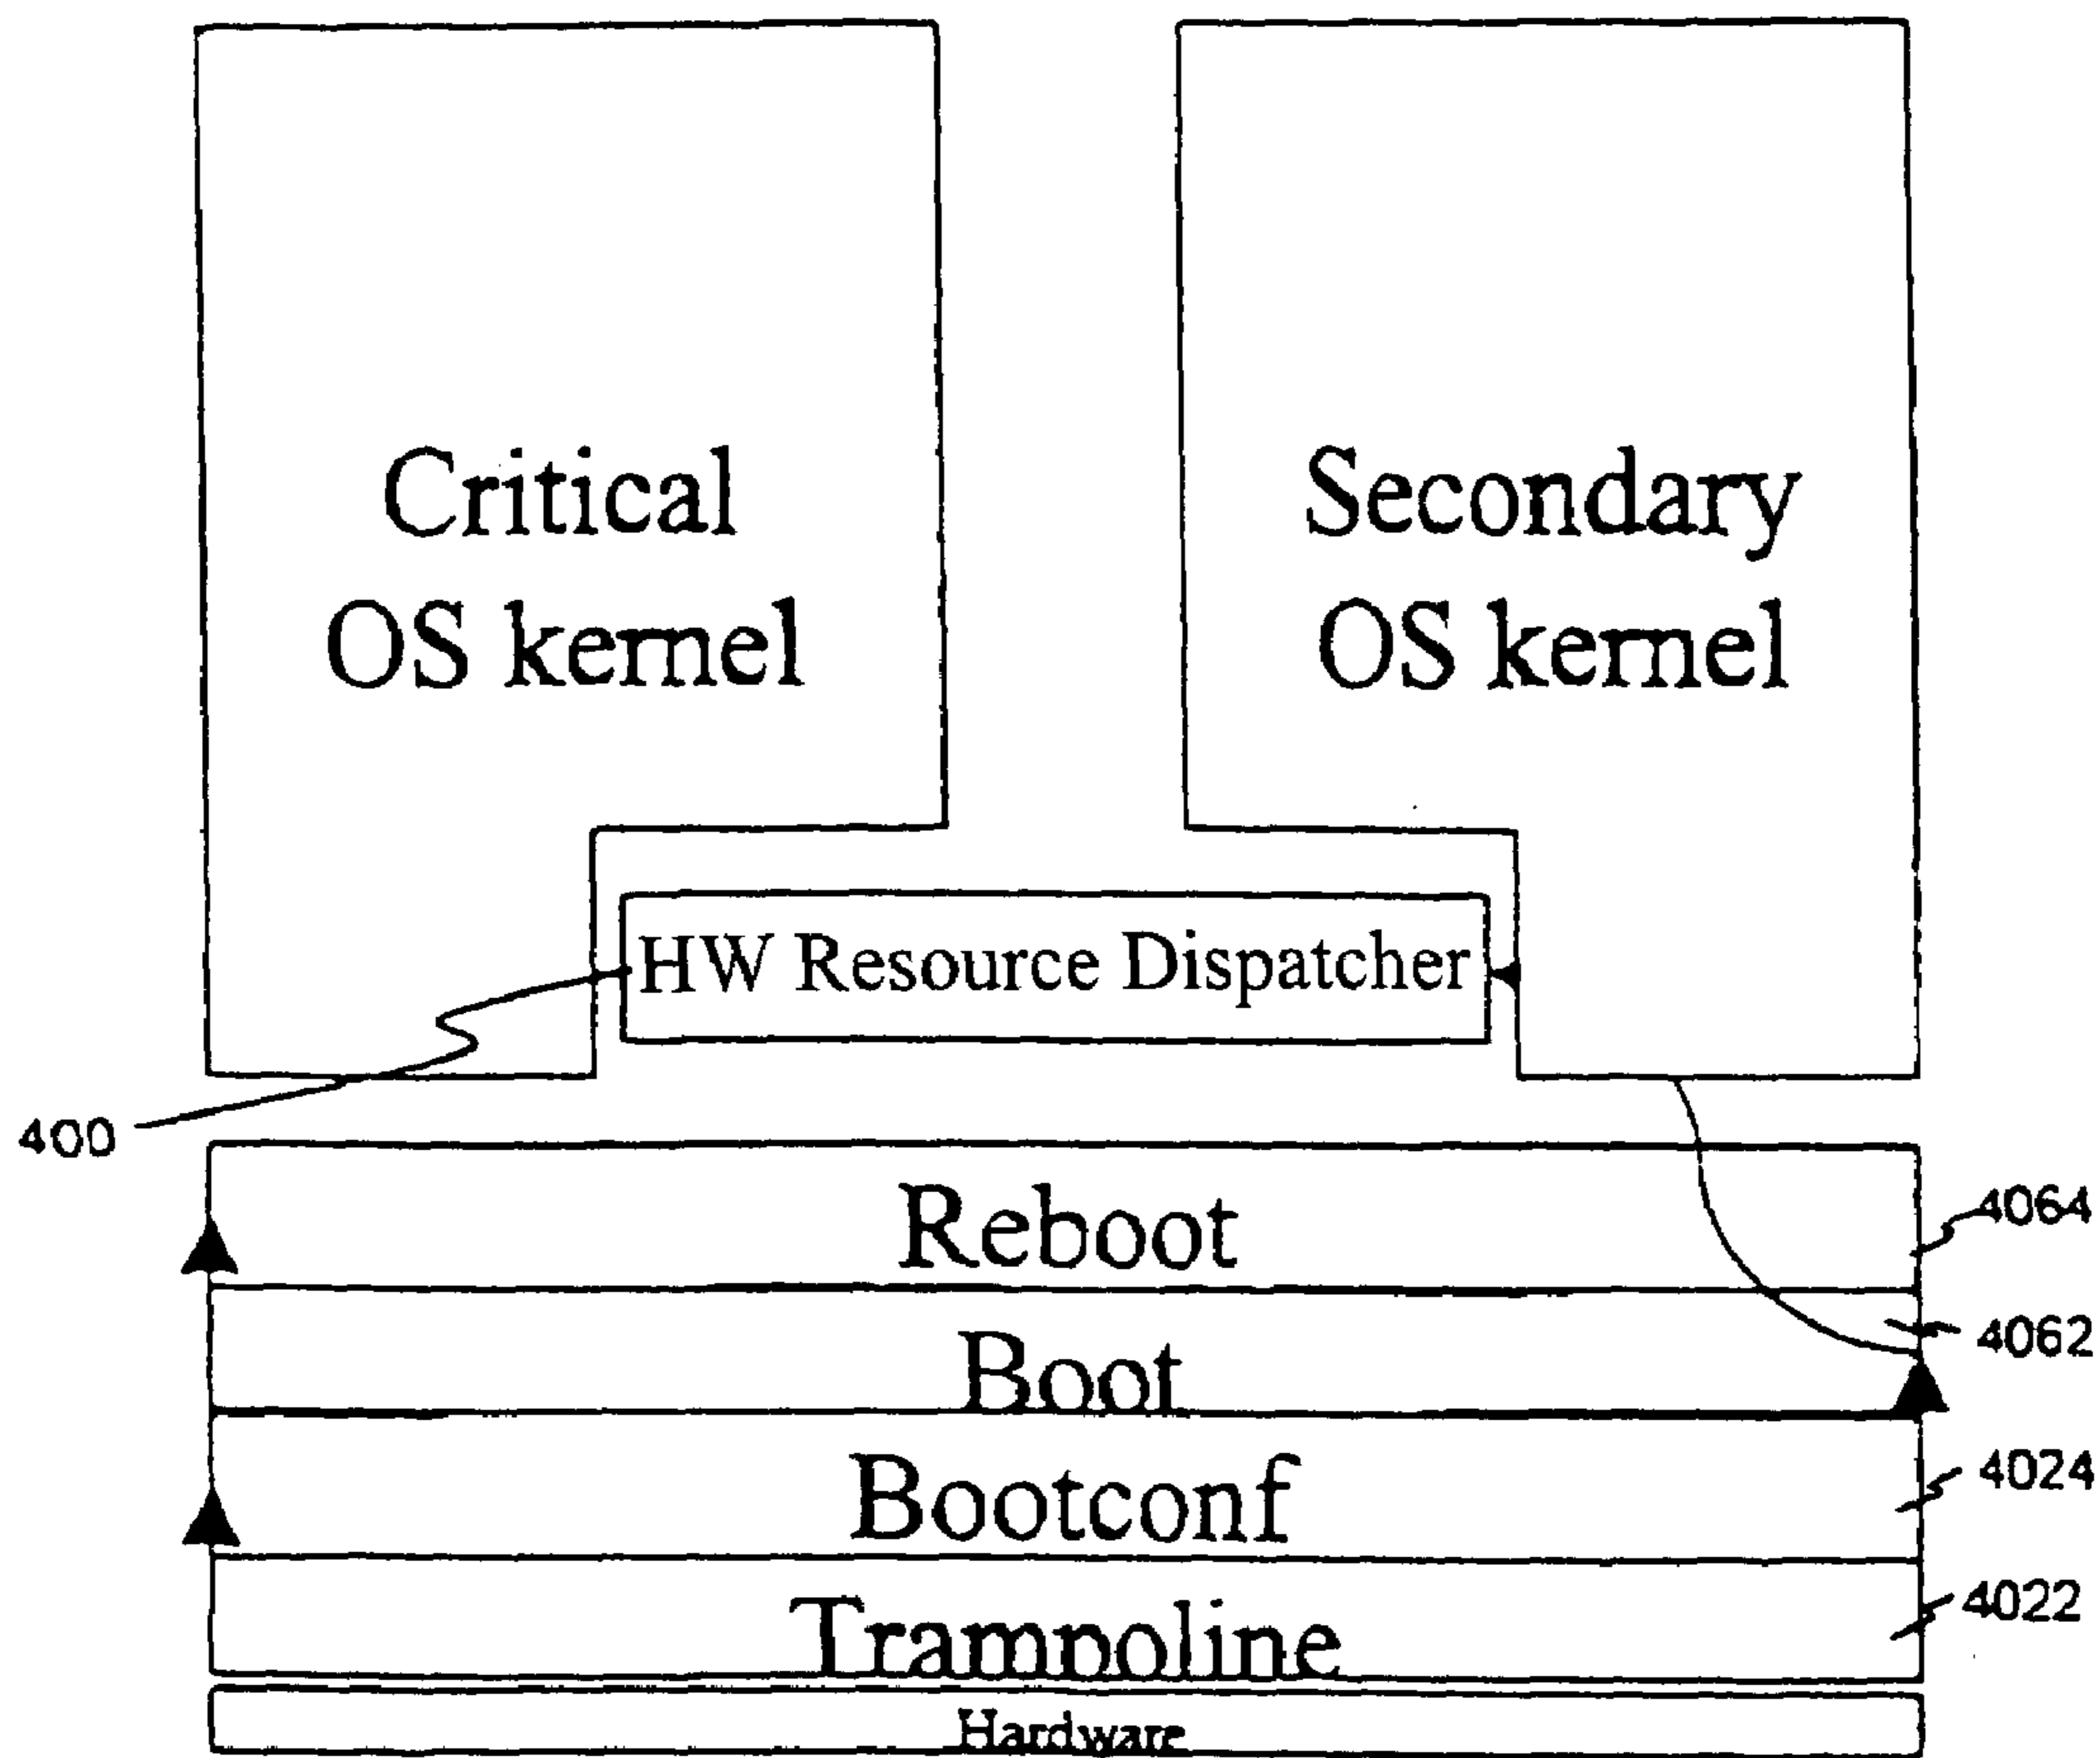 Critical
OS kernel
Secondary
OS kernel
HW Resource Dispatcher
400
Reboot
4064
Boot
4062
Bootconf
4024
Trampoline
4022
Hardware